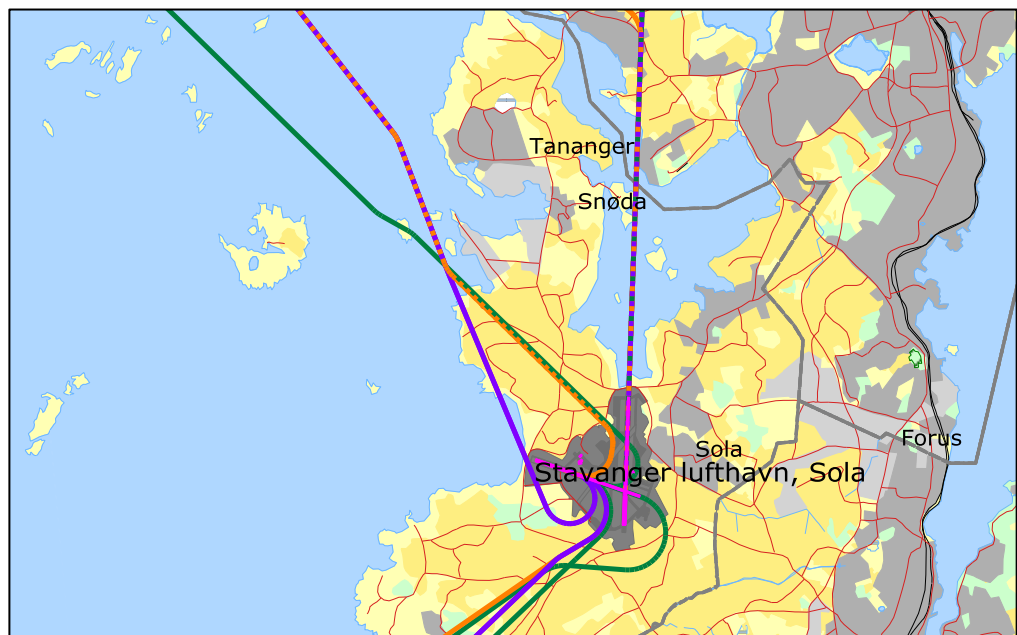 Tananger
Snøda
Forus
Sola
Stavanger lufthavn, Sola